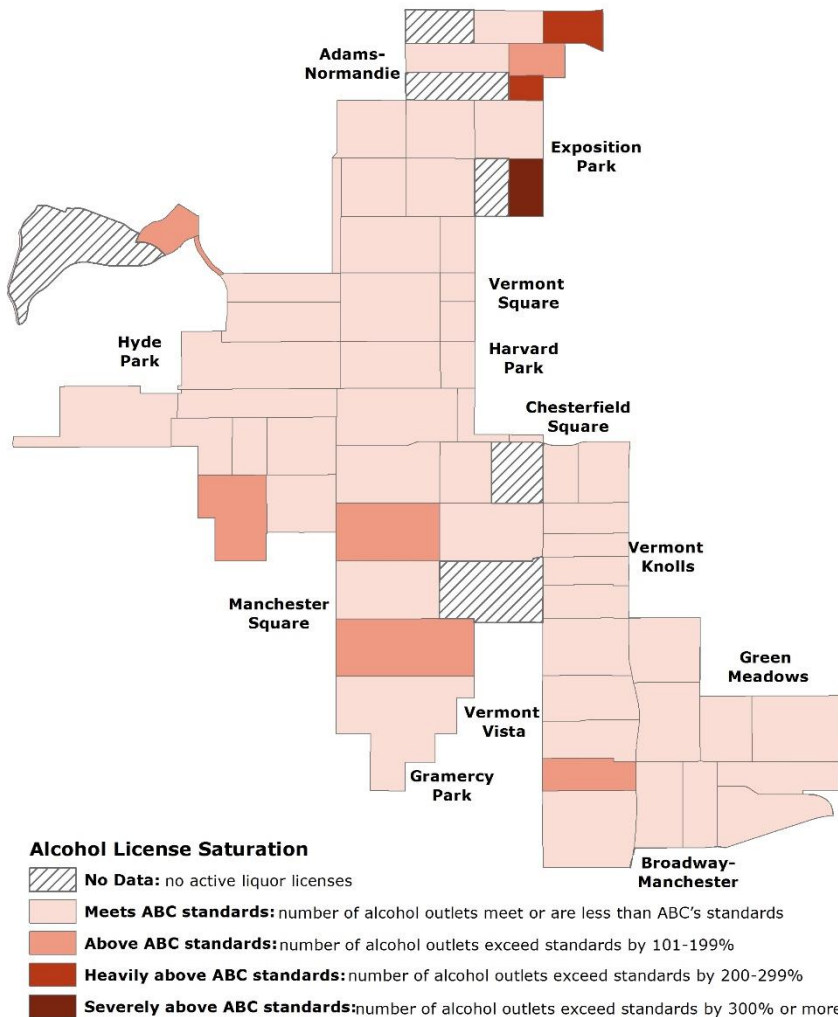 Adams-
Normandie
Exposition
Park
Vermont
Square
Hyde
Park
Harvard
Park
Chesterfield
Square
Vermont
Knolls
Manchester
Square
Green
Meadows
Vermont
Vista
Gramercy
Park
Broadway-
Manchester
Alcohol License Saturation
No Data: no active liquor licenses
Meets ABC standards: number of alcohol outlets meet or are less than ABC's standards
Above ABC standards: number of alcohol outlets exceed standards by 101-199%
Heavily above ABC standards: number of alcohol outlets exceed standards by 200-299%
Severely above ABC standards: number of alcohol outlets exceed standards by 300% or more